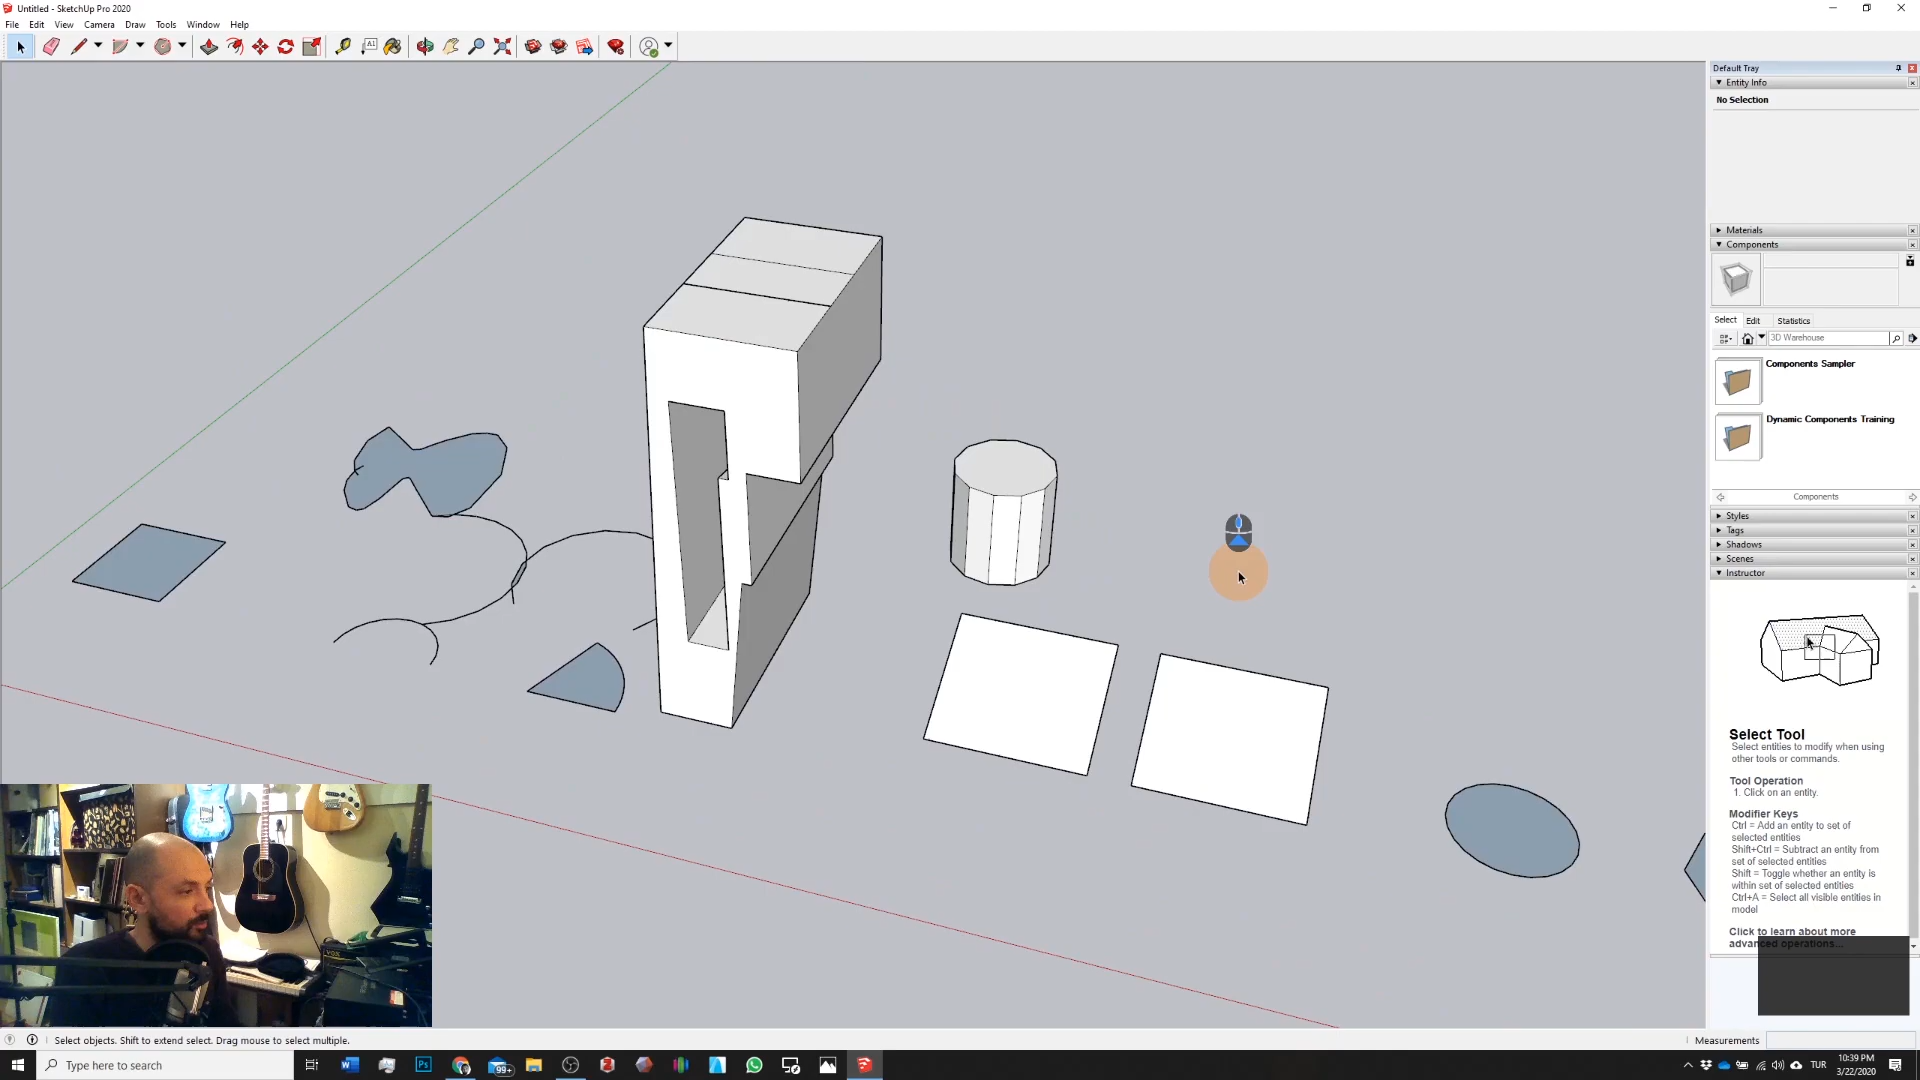 Untitled - SketchUp Pro 2020
File Edit View Camera Draw Tools Window Help
Default Tray
Entity Info
No Selection
Materials
Components
Select Edit Statistics
3D Warehouse
Components Sampler
Dynamic Components Training
Components
Styles
Tags
Shadows
Scenes
Instructor
Select Tool
Select entities to modify when using
other tools or commands.
Tool Operation
1. Click on an entity.
Modifier Keys
Ctrl = Add an entity to set of
selected entities
Shift+Ctrl = Subtract an entity from
set of selected entities
Shift = Toggle whether an entity is
within set of selected entities
Ctrl+A = Select all visible entities in
model
Click to learn about more
advanced operations...
Select objects. Shift to extend select. Drag mouse to select multiple.
Measurements
Type here to search
99+
TUR
10:39 PM
3/22/2020